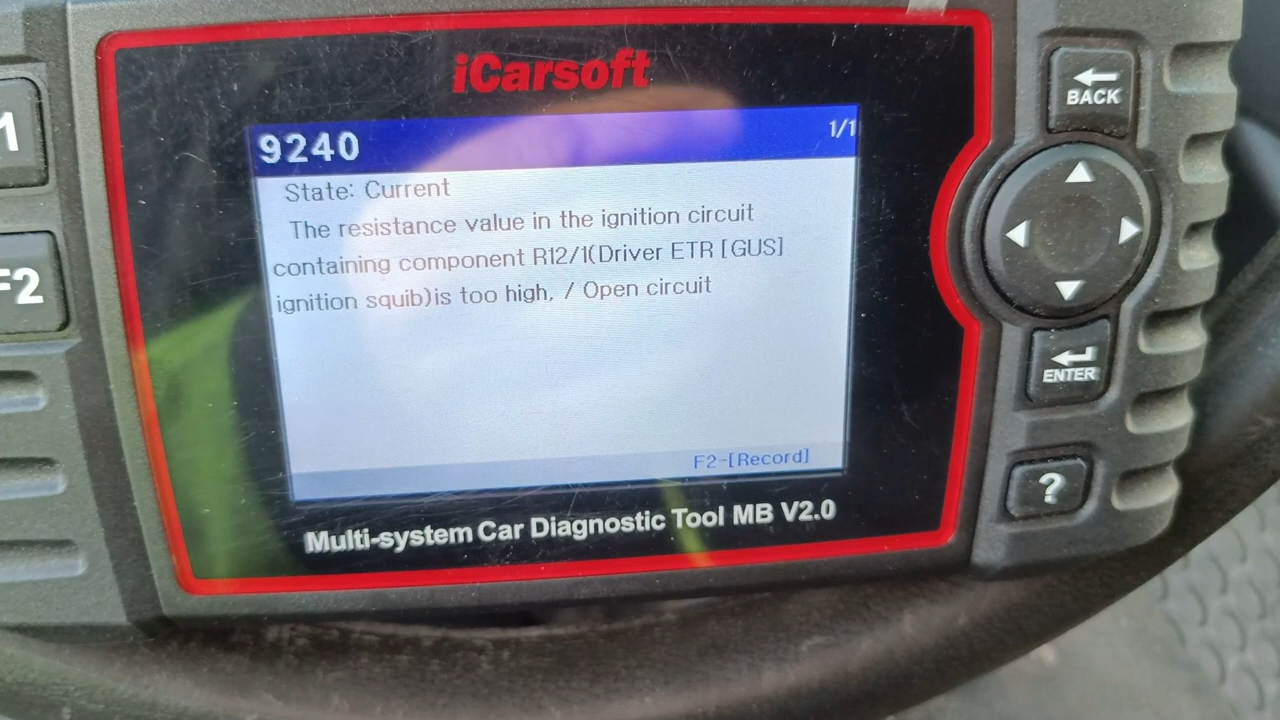 iCarsoft
9240
1/1
State: Current
The resistance value in the ignition circuit
containing component R12/1(Driver ETR [GUS]
ignition squib)is too high, / Open circuit
F2-[Record]
Multi-system Car Diagnostic Tool MB V2.0
1
F2
BACK
ENTER
?